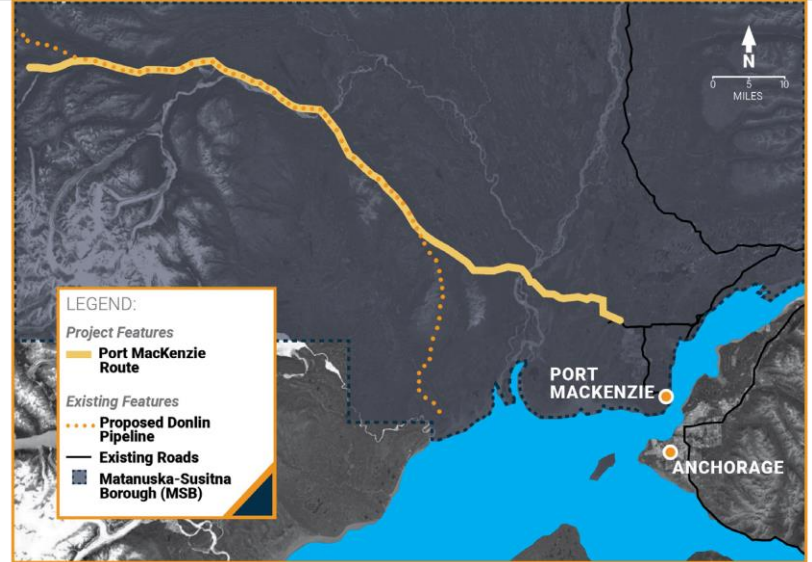 N
0 5 10
MILES
LEGEND:
Project Features
Port MacKenzie
Route
Existing Features
Proposed Donlin
Pipeline
Existing Roads
Matanuska-Susitna
Borough (MSB)
PORT
MACKENZIE
ANCHORAGE